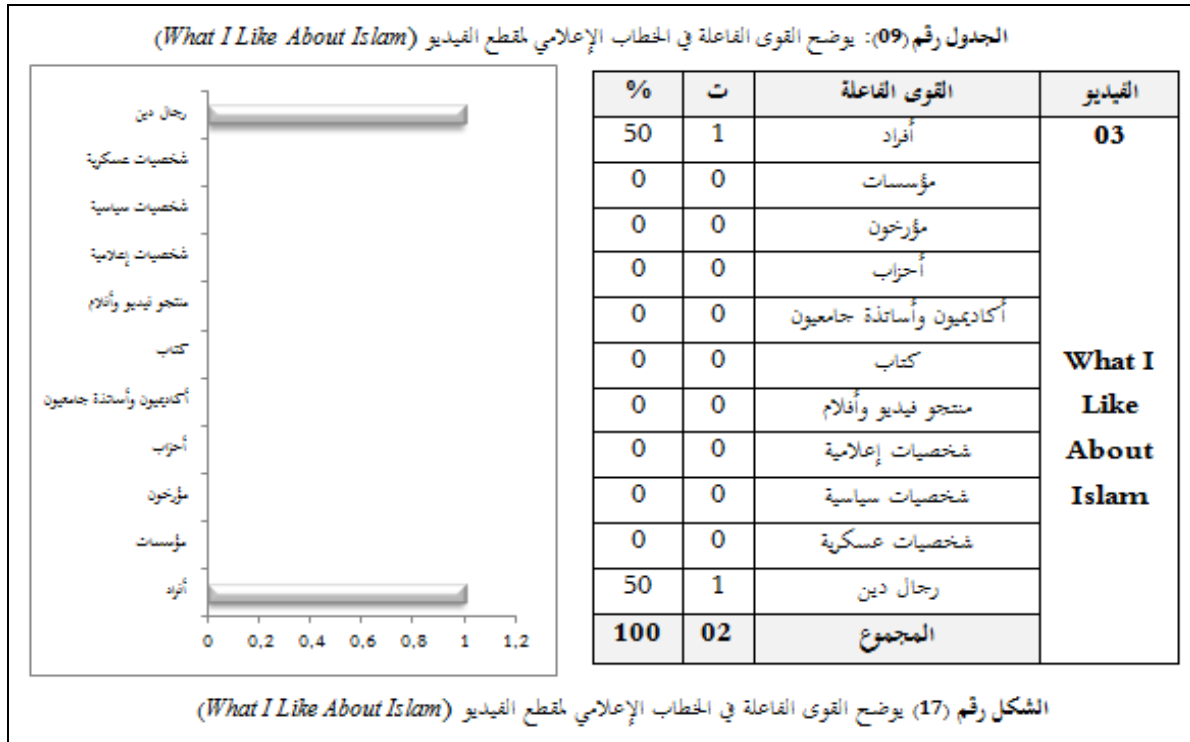 الجدول رقم (09): يوضح القوى الفاعلة في الخطاب الإعلامي لمقطع الفيديو (What I Like About Islam)
الفيديو القوى الفاعلة ت %
03 أفراد 1 50
مؤسسات 0 0
مؤرخون 0 0
أحزاب 0 0
أكاديميون وأساتذة جامعيون 0 0
What I كتاب 0 0
Like منتجو فيديو وأفلام 0 0
About شخصيات إعلامية 0 0
Islam شخصيات سياسية 0 0
شخصيات عسكرية 0 0
رجال دين 1 50
المجموع 02 100
رجال دين
شخصيات عسكرية
شخصيات سياسية
شخصيات إعلامية
منتجو فيديو وأفلام
كتاب
أكاديميون وأساتذة جامعيون
أحزاب
مؤرخون
مؤسسات
أفراد
0 0,2 0,4 0,6 0,8 1 1,2
الشكل رقم (17) يوضح القوى الفاعلة في الخطاب الإعلامي لمقطع الفيديو (What I Like About Islam)